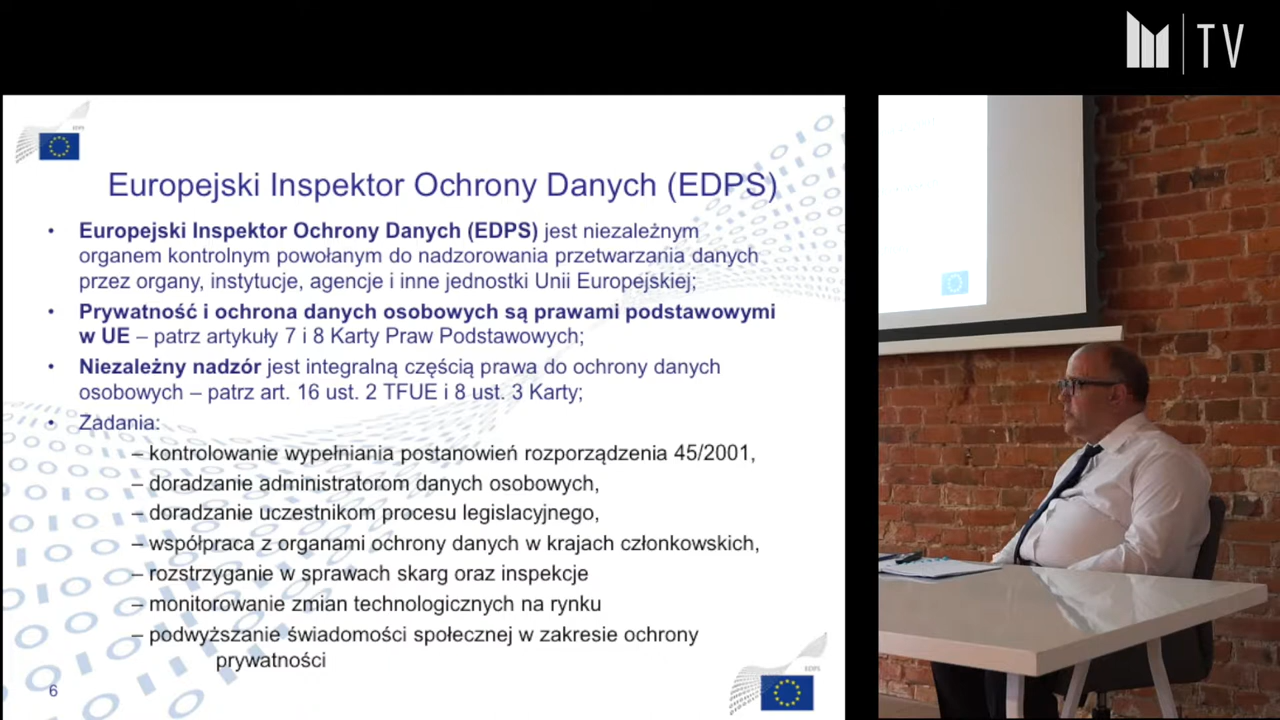 TV
EDPS
Europejski Inspektor Ochrony Danych (EDPS)
• Europejski Inspektor Ochrony Danych (EDPS) jest niezależnym
organem kontrolnym powołanym do nadzorowania przetwarzania danych
przez organy, instytucje, agencje i inne jednostki Unii Europejskiej;
• Prywatność i ochrona danych osobowych są prawami podstawowymi
w UE – patrz artykuły 7 i 8 Karty Praw Podstawowych;
• Niezależny nadzór jest integralną częścią prawa do ochrony danych
osobowych – patrz art. 16 ust. 2 TFUE i 8 ust. 3 Karty;
• Zadania:
– kontrolowanie wypełniania postanowień rozporządzenia 45/2001,
– doradzanie administratorom danych osobowych,
– doradzanie uczestnikom procesu legislacyjnego,
– współpraca z organami ochrony danych w krajach członkowskich,
– rozstrzyganie w sprawach skarg oraz inspekcje
– monitorowanie zmian technologicznych na rynku
– podwyższanie świadomości społecznej w zakresie ochrony
prywatności
6
EDPS